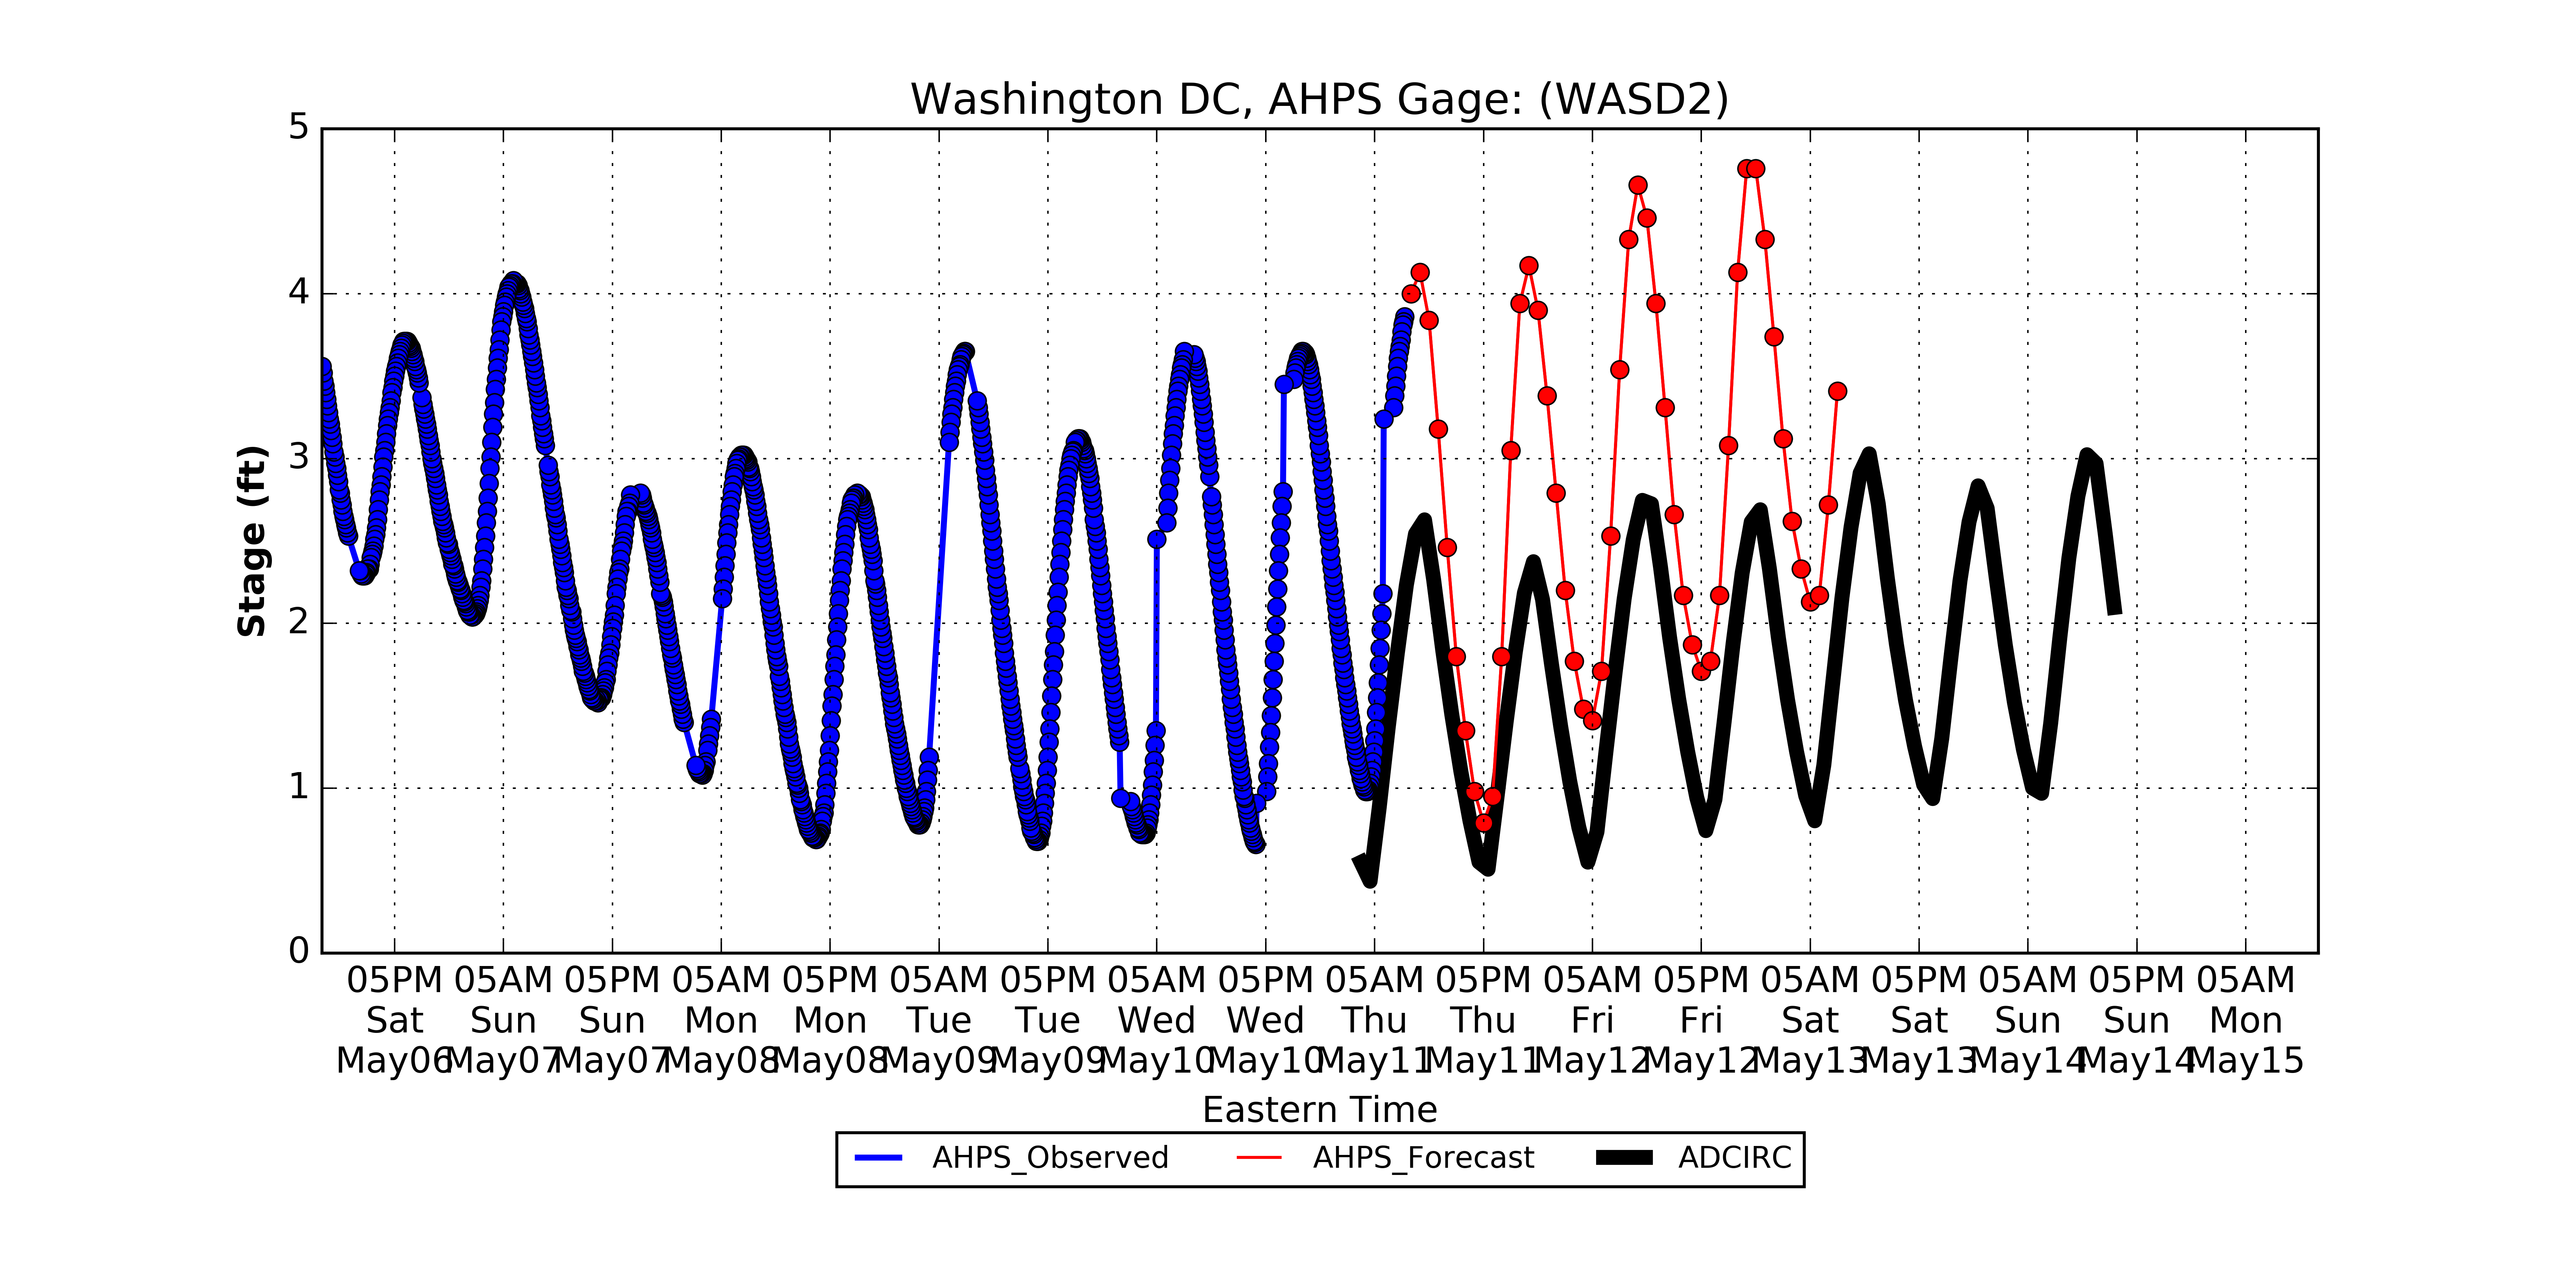 Washington DC, AHPS Gage: (WASD2)
5
4
3
2
1
0
Stage (ft)
05PM 05AM 05PM 05AM 05PM 05AM 05PM 05AM 05PM 05AM 05PM 05AM 05PM 05AM 05PM 05AM 05PM 05AM
Sat Sun Sun Mon Mon Tue Tue Wed Wed Thu Thu Fri Fri Sat Sat Sun Sun Mon
May06 May07 May07 May08 May08 May09 May09 May10 May10 May11 May11 May12 May12 May13 May13 May14 May14 May15
Eastern Time
AHPS_Observed AHPS_Forecast ADCIRC